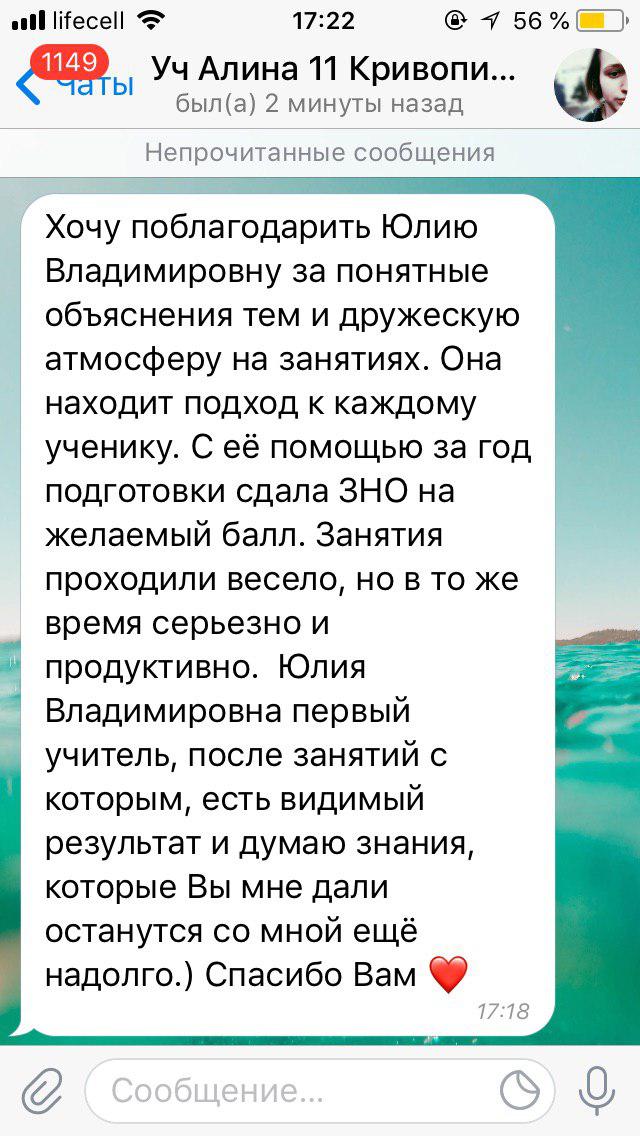 lifecell 17:22 56 %
1149
Чаты
Уч Алина 11 Кривопи...
был(а) 2 минуты назад
Непрочитанные сообщения
Хочу поблагодарить Юлию
Владимировну за понятные
объяснения тем и дружескую
атмосферу на занятиях. Она
находит подход к каждому
ученику. С её помощью за год
подготовки сдала ЗНО на
желаемый балл. Занятия
проходили весело, но в то же
время серьезно и
продуктивно.  Юлия
Владимировна первый
учитель, после занятий с
которым, есть видимый
результат и думаю знания,
которые Вы мне дали
останутся со мной ещё
надолго.) Спасибо Вам ❤️
17:18
Сообщение...